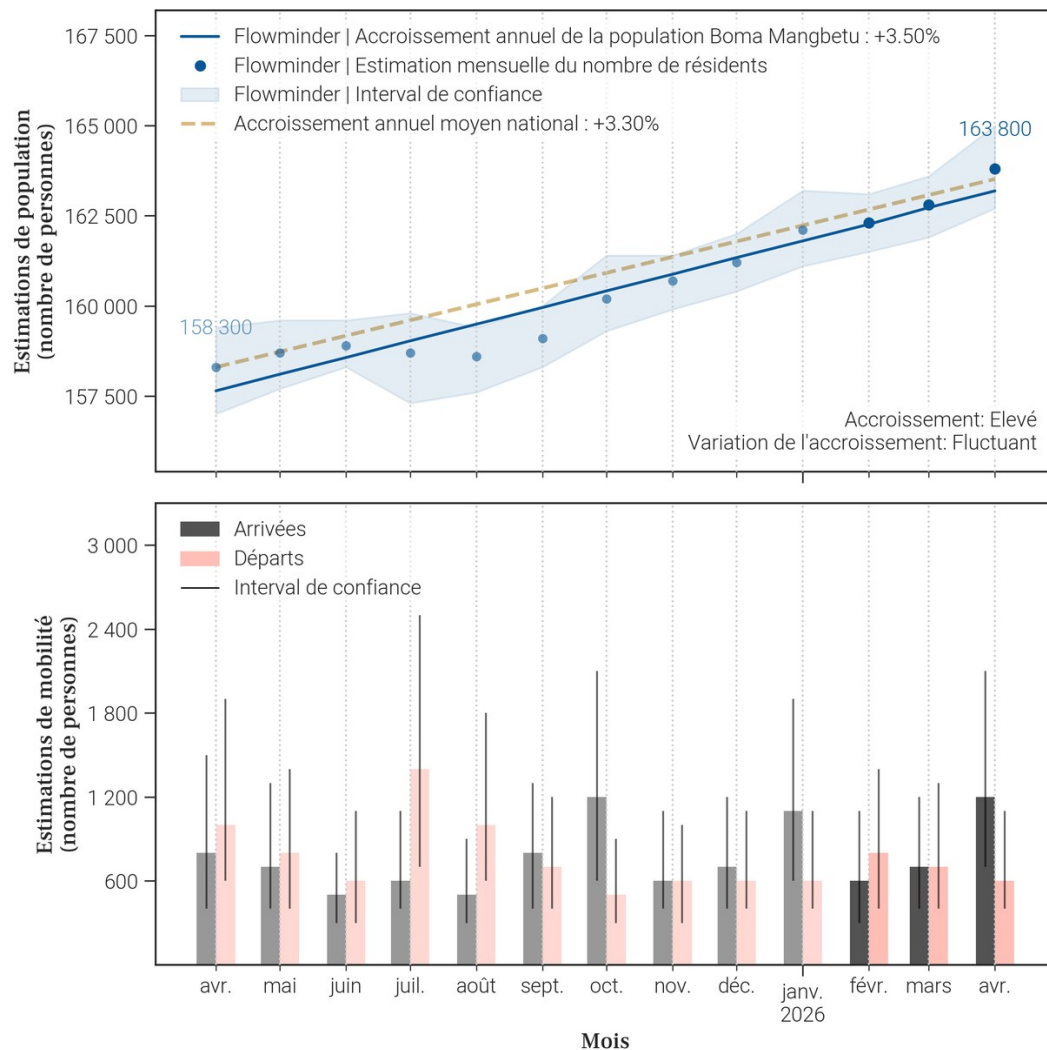 167 500
165 000
162 500
160 000
157 500
Estimations de population
(nombre de personnes)
Flowminder | Accroissement annuel de la population Boma Mangbetu : +3.50%
Flowminder | Estimation mensuelle du nombre de résidents
Flowminder | Interval de confiance
Accroissement annuel moyen national : +3.30%
163 800
158 300
Accroissement: Elevé
Variation de l'accroissement: Fluctuant
3 000
2 400
1 800
1 200
600
Estimations de mobilité
(nombre de personnes)
Arrivées
Départs
Interval de confiance
avr. mai juin juil. août sept. oct. nov. déc. janv. févr. mars avr.
2026
Mois